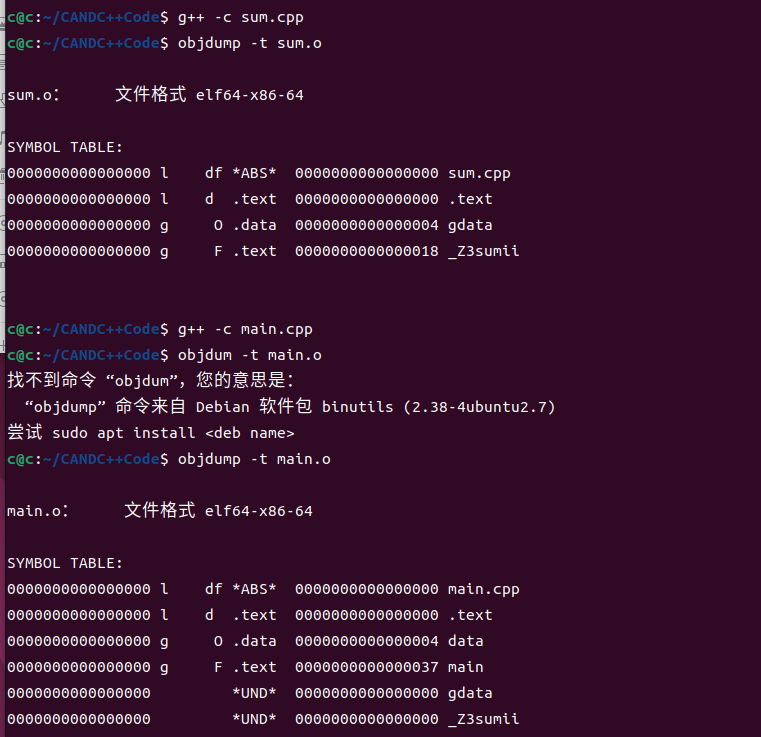 c@c:~/CANDC++Code$ g++ -c sum.cpp
c@c:~/CANDC++Code$ objdump -t sum.o
sum.o：     文件格式 elf64-x86-64
SYMBOL TABLE:
0000000000000000 l    df *ABS*  0000000000000000 sum.cpp
0000000000000000 l    d  .text  0000000000000000 .text
0000000000000000 g     O .data  0000000000000004 gdata
0000000000000000 g     F .text  0000000000000018 _Z3sumii
c@c:~/CANDC++Code$ g++ -c main.cpp
c@c:~/CANDC++Code$ objdum -t main.o
找不到命令 “objdum”，您的意思是：
  “objdump” 命令来自 Debian 软件包 binutils (2.38-4ubuntu2.7)
尝试 sudo apt install <deb name>
c@c:~/CANDC++Code$ objdump -t main.o
main.o：     文件格式 elf64-x86-64
SYMBOL TABLE:
0000000000000000 l    df *ABS*  0000000000000000 main.cpp
0000000000000000 l    d  .text  0000000000000000 .text
0000000000000000 g     O .data  0000000000000004 data
0000000000000000 g     F .text  0000000000000037 main
0000000000000000         *UND*  0000000000000000 gdata
0000000000000000         *UND*  0000000000000000 _Z3sumii